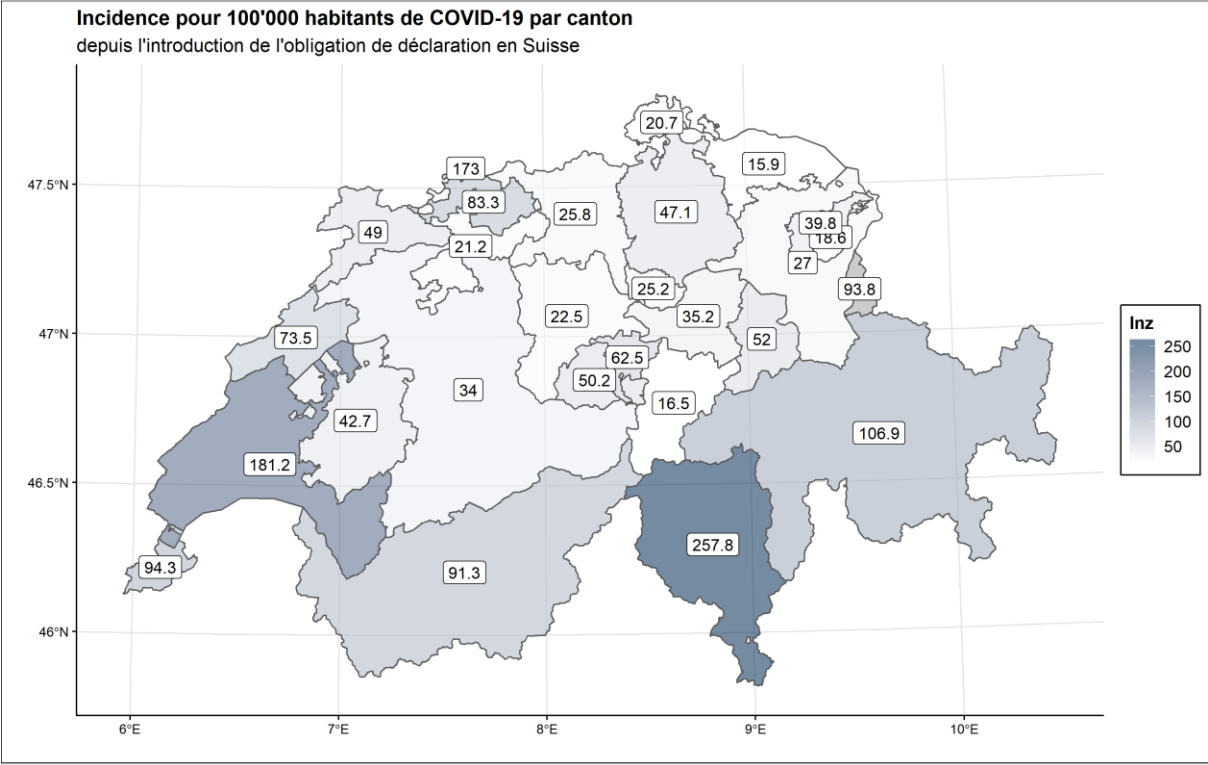 Incidence pour 100'000 habitants de COVID-19 par canton
depuis l'introduction de l'obligation de déclaration en Suisse
20.7
15.9
173
47.5°N
83.3
25.8
47.1
49
39.8
18.6
21.2
27
25.2
93.8
22.5
35.2
47°N
73.5
52
62.5
50.2
34
16.5
42.7
106.9
181.2
46.5°N
257.8
94.3
91.3
46°N
6°E
7°E
8°E
9°E
10°E
Inz
250
200
150
100
50